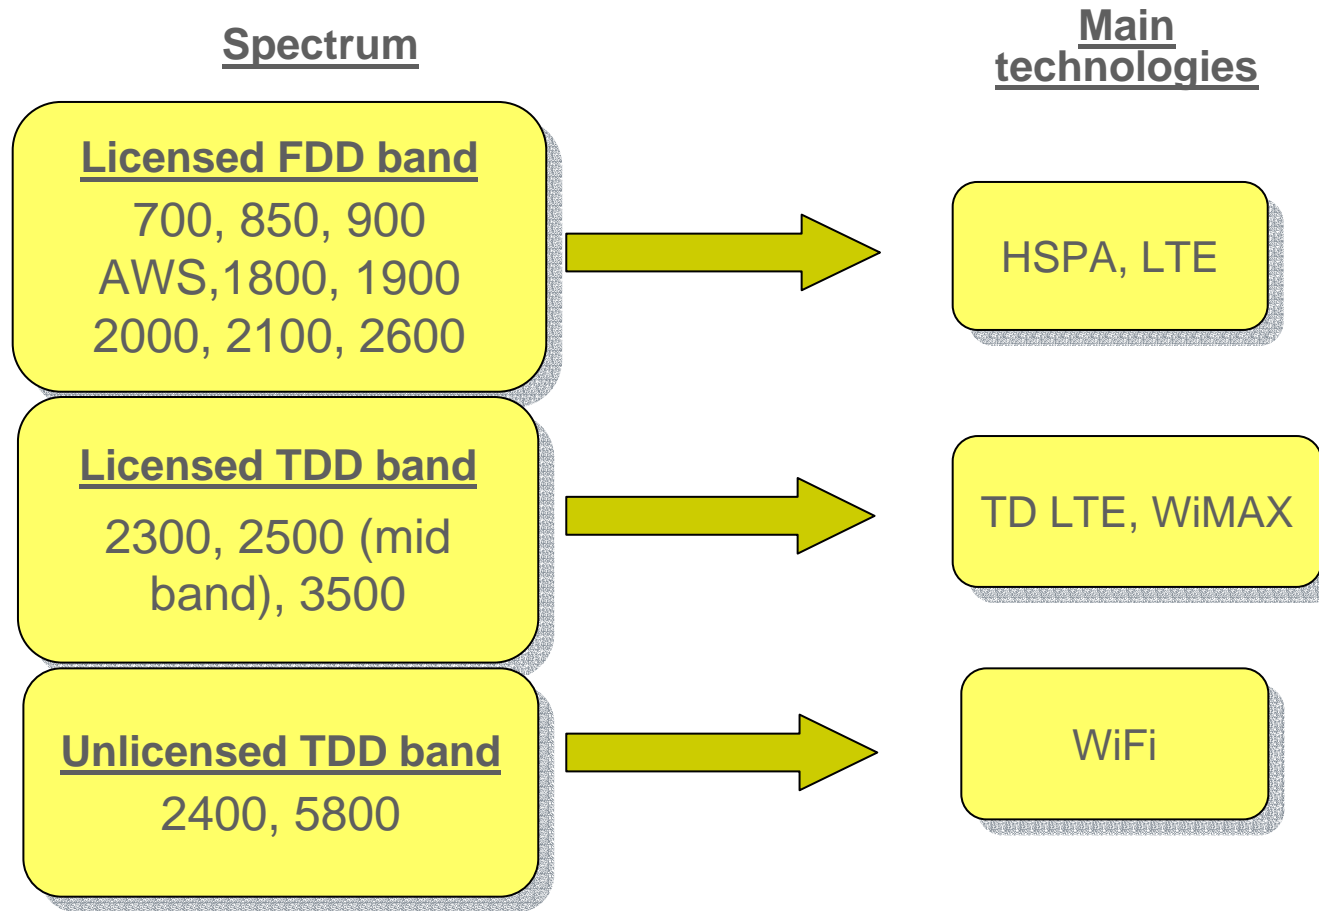 Spectrum
Main
technologies
Licensed FDD band
700, 850, 900
AWS,1800, 1900
2000, 2100, 2600
HSPA, LTE
Licensed TDD band
2300, 2500 (mid
band), 3500
TD LTE, WiMAX
Unlicensed TDD band
2400, 5800
WiFi